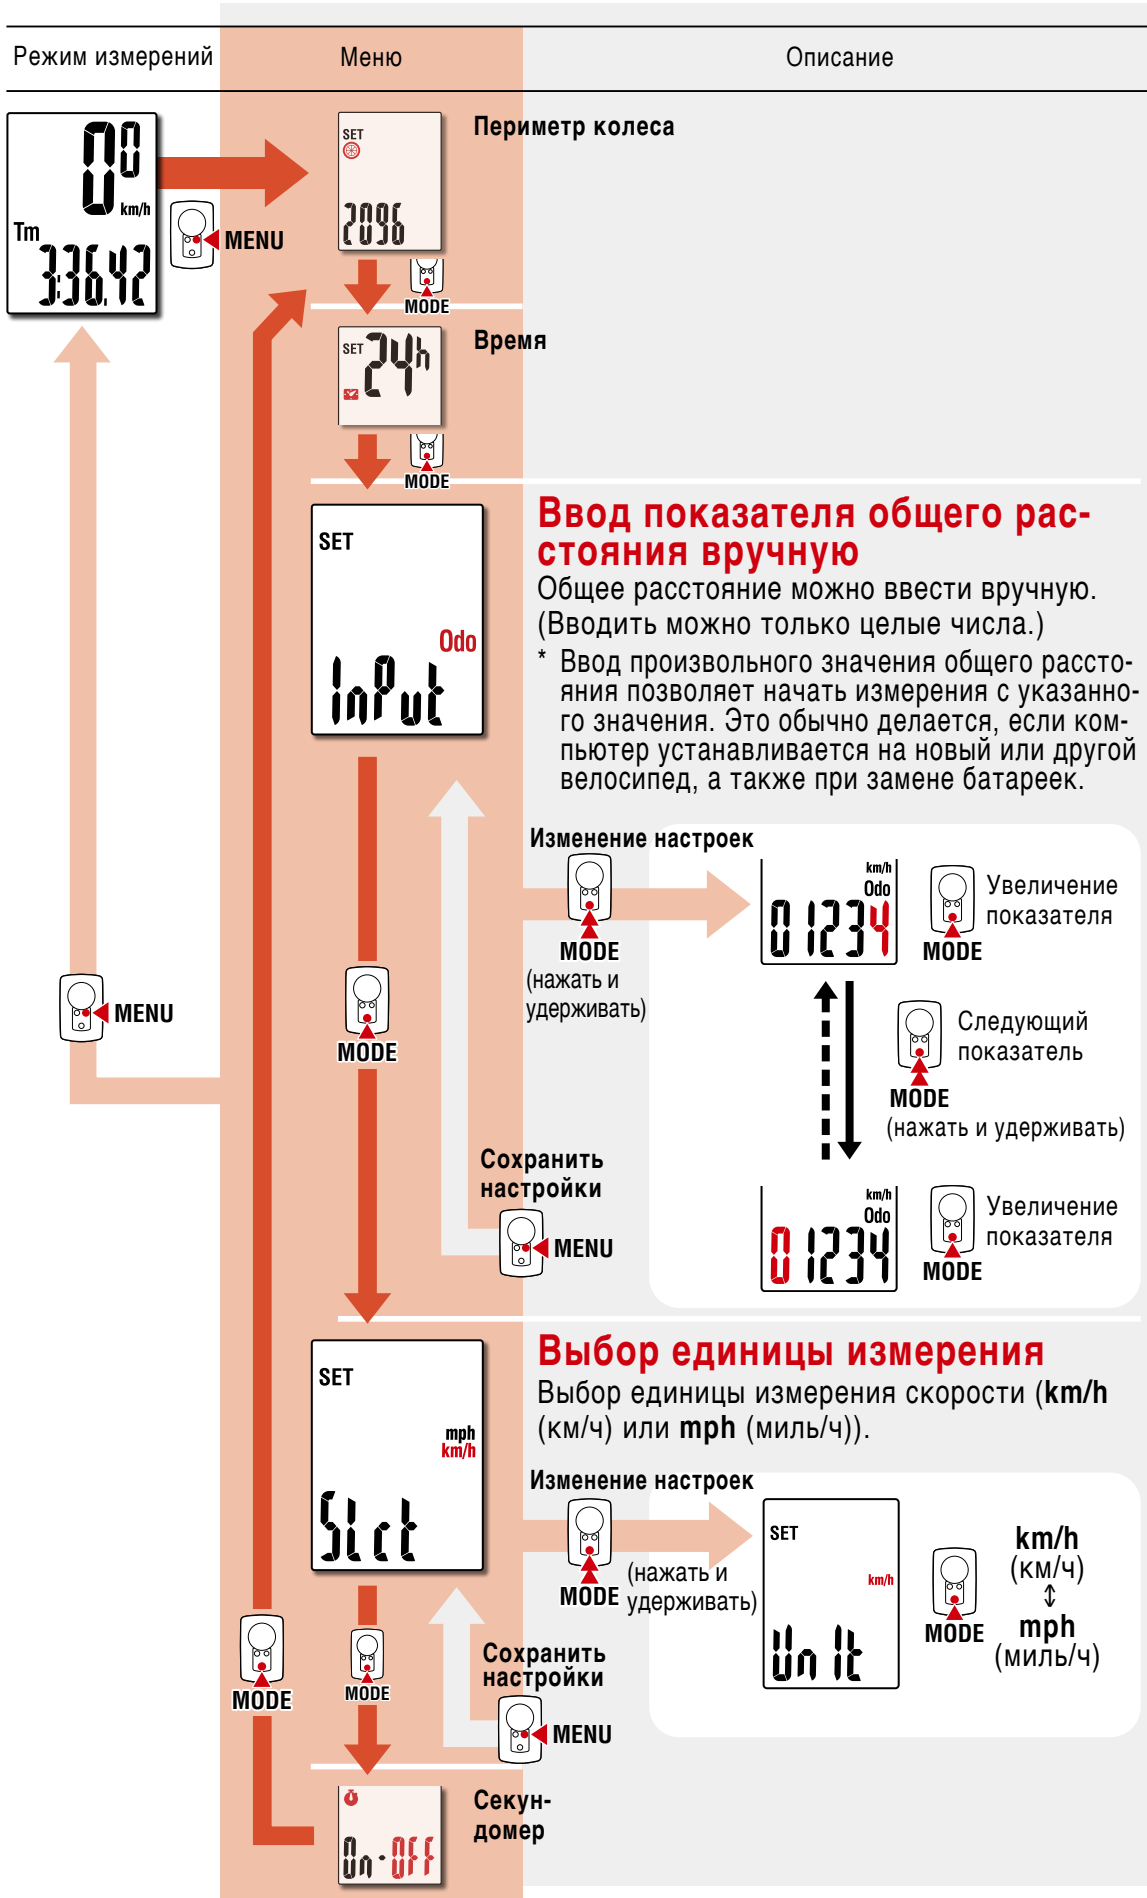 Режим измерений
Меню
Описание
0 0
km/h
Tm
3:36.42
MENU
SET
2096
Периметр колеса
MODE
SET
24h
Время
MODE
SET
Odo
InPut
Ввод показателя общего рас-
стояния вручную
Общее расстояние можно ввести вручную.
(Вводить можно только целые числа.)
* Ввод произвольного значения общего рассто-
яния позволяет начать измерения с указанно-
го значения. Это обычно делается, если ком-
пьютер устанавливается на новый или другой
велосипед, а также при замене батареек.
Изменение настроек
MODE
(нажать и
удерживать)
km/h
Odo
01234
MODE
Увеличение
показателя
MENU
MODE
Следующий
показатель
MODE
(нажать и удерживать)
Сохранить
настройки
MENU
km/h
Odo
01234
MODE
Увеличение
показателя
SET
mph
km/h
Slct
Выбор единицы измерения
Выбор единицы измерения скорости (km/h
(км/ч) или mph (миль/ч)).
Изменение настроек
MODE
(нажать и
удерживать)
SET
km/h
UnIt
MODE
km/h
(км/ч)
⇕
mph
(миль/ч)
MODE
MODE
Сохранить
настройки
MENU
On-OFF
Секун-
домер